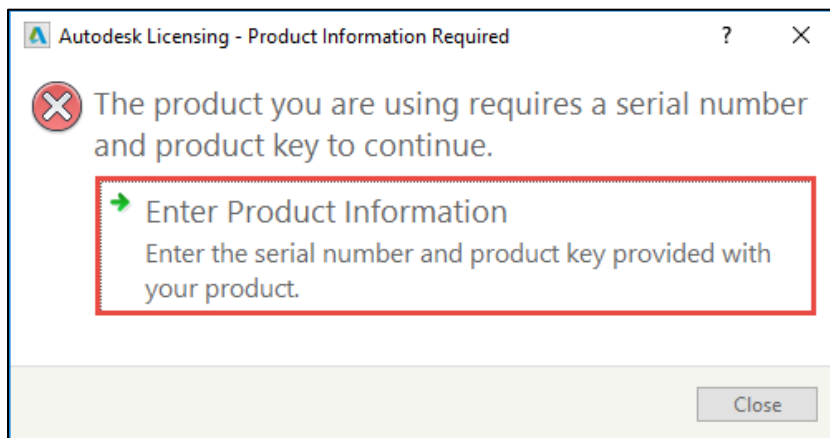 Autodesk Licensing - Product Information Required
The product you are using requires a serial number
and product key to continue.
Enter Product Information
Enter the serial number and product key provided with
your product.
Close